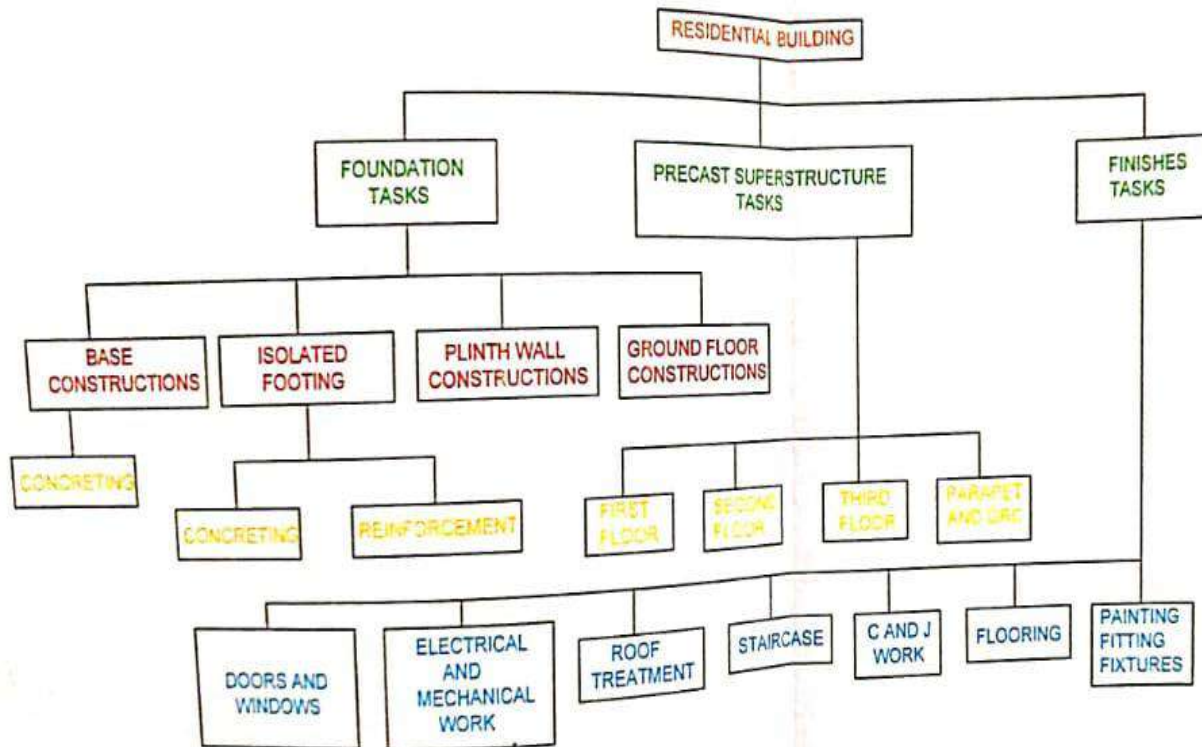 RESIDENTIAL BUILDING
FOUNDATION
TASKS
PRECAST SUPERSTRUCTURE
TASKS
FINISHES
TASKS
BASE
CONSTRUCTIONS
ISOLATED
FOOTING
PLINTH WALL
CONSTRUCTIONS
GROUND FLOOR
CONSTRUCTIONS
CONCRETING
CONCRETING
REINFORCEMENT
FIRST
FLOOR
SECOND
FLOOR
THIRD
FLOOR
PARAPET
AND
DOORS AND
WINDOWS
ELECTRICAL
AND
MECHANICAL
WORK
ROOF
TREATMENT
STAIRCASE
C AND J
WORK
FLOORING
PAINTING
FITTING
FIXTURES